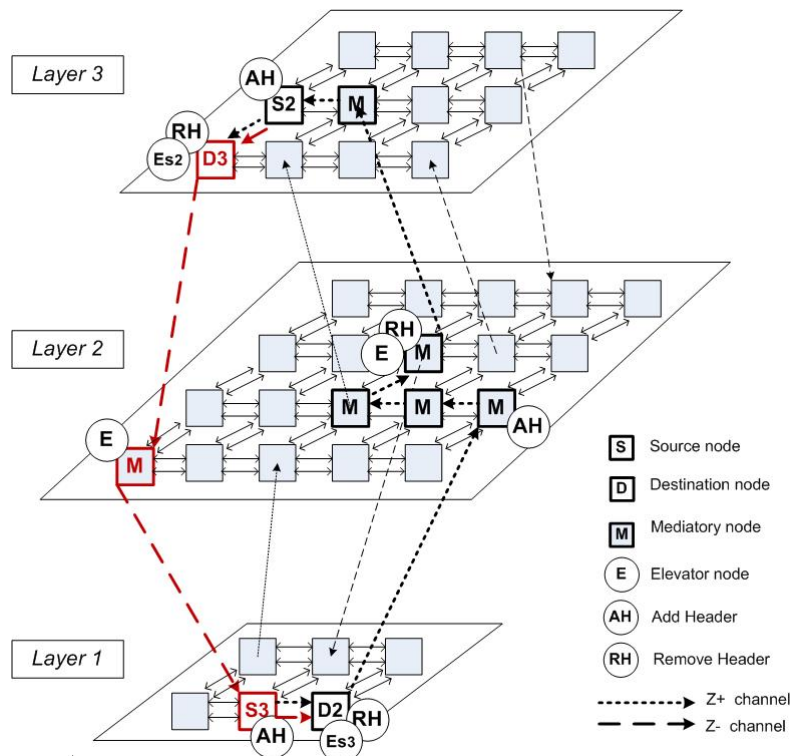 Layer 3
AH
S2
M
RH
Es2
D3
Layer 2
RH
E
M
M
M
M
AH
E
M
S Source node
D Destination node
M Mediatory node
E Elevator node
AH Add Header
RH Remove Header
Z+ channel
Z- channel
Layer 1
S3
D2
RH
AH
Es3